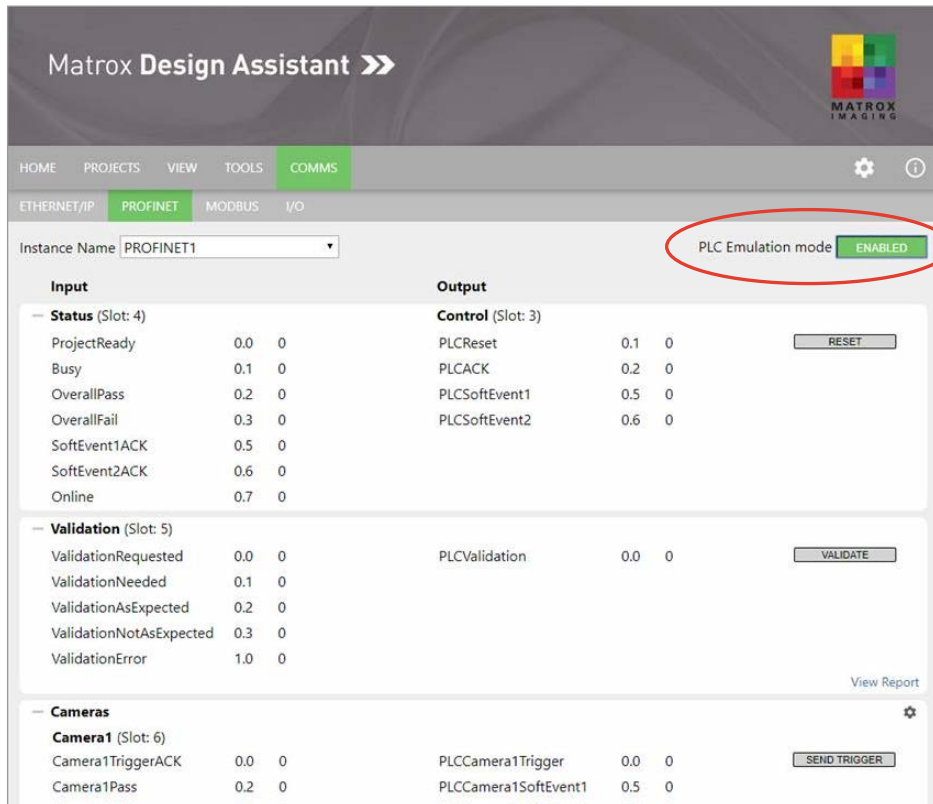 Matrox Design Assistant
MATROX
IMAGING
HOME PROJECTS VIEW TOOLS COMMS
ETHERNET/IP PROFINET MODBUS I/O
Instance Name PROFINET1 PLC Emulation mode ENABLED
Input Output
Status (Slot: 4) Control (Slot: 3)
ProjectReady 0.0 0 PLCReset 0.1 0 RESET
Busy 0.1 0 PLCACK 0.2 0
OverallPass 0.2 0 PLCSoftEvent1 0.5 0
OverallFail 0.3 0 PLCSoftEvent2 0.6 0
SoftEvent1ACK 0.5 0
SoftEvent2ACK 0.6 0
Online 0.7 0
Validation (Slot: 5)
ValidationRequested 0.0 0 PLCValidation 0.0 0 VALIDATE
ValidationNeeded 0.1 0
ValidationAsExpected 0.2 0
ValidationNotAsExpected 0.3 0
ValidationError 1.0 0
View Report
Cameras
Camera1 (Slot: 6)
Camera1TriggerACK 0.0 0 PLCCamera1Trigger 0.0 0 SEND TRIGGER
Camera1Pass 0.2 0 PLCCamera1SoftEvent1 0.5 0